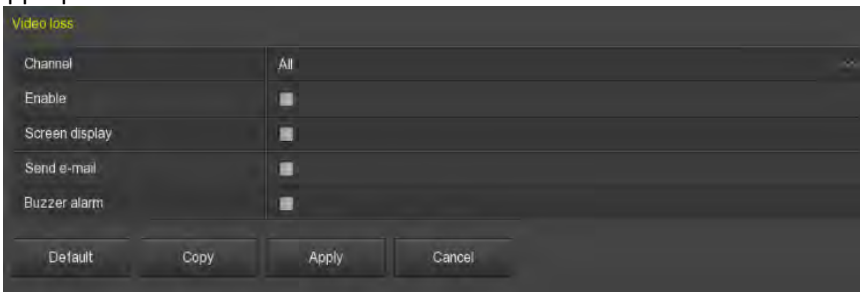 Video loss
Channel All
Enable
Screen display
Send e-mail
Buzzer alarm
Default Copy Apply Cancel